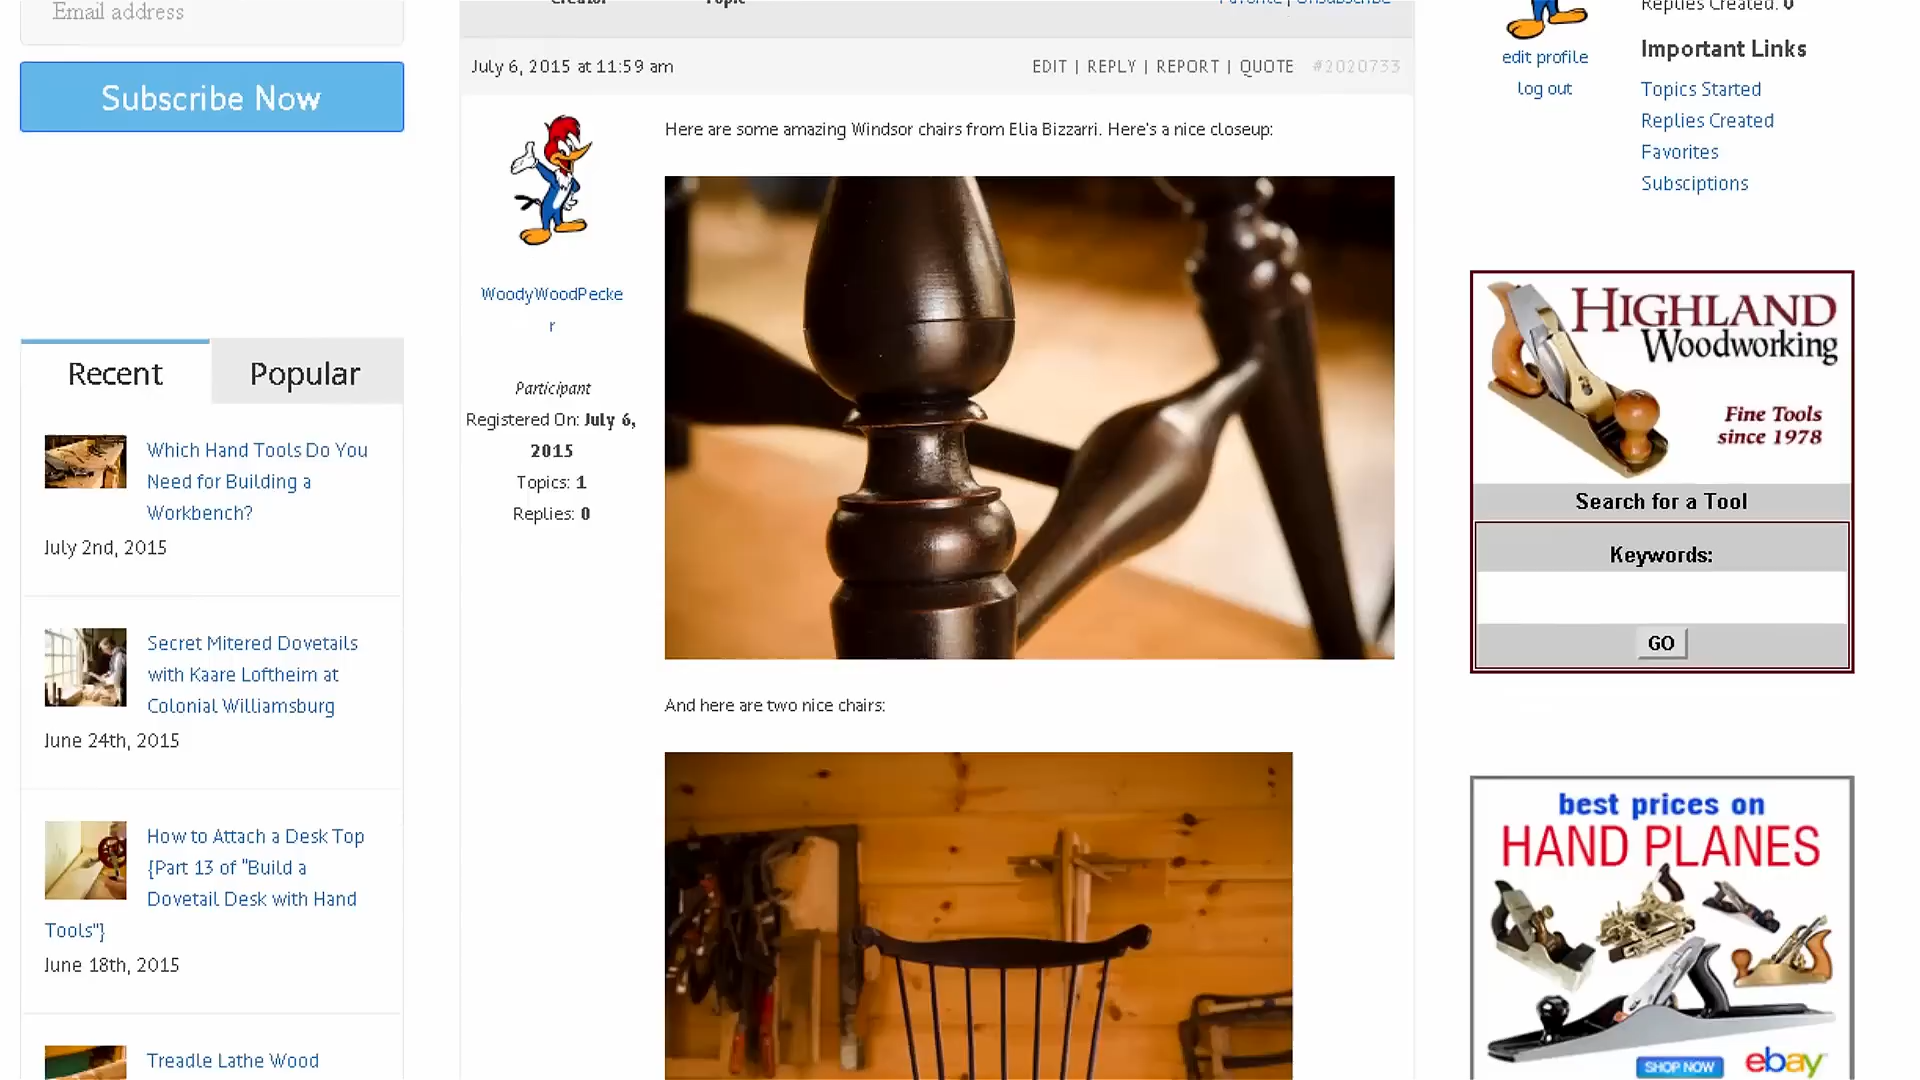 Email address
Subscribe Now
Recent
Popular
Which Hand Tools Do You
Need for Building a
Workbench?
July 2nd, 2015
Secret Mitered Dovetails
with Kaare Loftheim at
Colonial Williamsburg
June 24th, 2015
How to Attach a Desk Top
{Part 13 of "Build a
Dovetail Desk with Hand
Tools"}
June 18th, 2015
Treadle Lathe Wood
Creator
Topic
Favorite | Unsubscribe
July 6, 2015 at 11:59 am
EDIT | REPLY | REPORT | QUOTE #2020733
WoodyWoodPecke
r
Participant
Registered On: July 6,
2015
Topics: 1
Replies: 0
Here are some amazing Windsor chairs from Elia Bizzarri. Here's a nice closeup:
And here are two nice chairs:
Replies Created: 0
edit profile
log out
Important Links
Topics Started
Replies Created
Favorites
Subsciptions
HIGHLAND
Woodworking
Fine Tools
since 1978
Search for a Tool
Keywords:
GO
best prices on
HAND PLANES
SHOP NOW
ebay